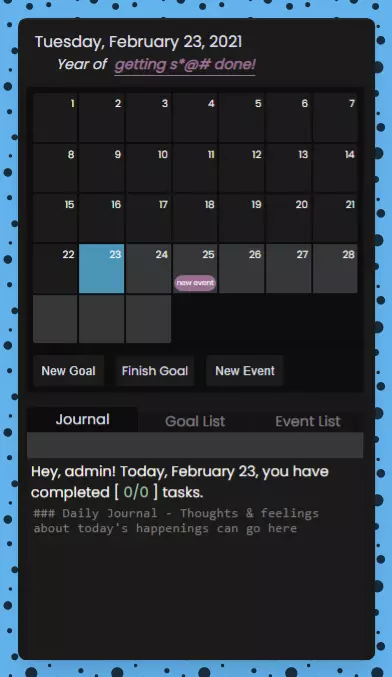 Tuesday, February 23, 2021
Year of getting s*@# done!
1 2 3 4 5 6 7
8 9 10 11 12 13 14
15 16 17 18 19 20 21
22 23 24 25 26 27 28
new event
New Goal Finish Goal New Event
Journal Goal List Event List
Hey, admin! Today, February 23, you have
completed [ 0/0 ] tasks.
### Daily Journal - Thoughts & feelings
about today's happenings can go here